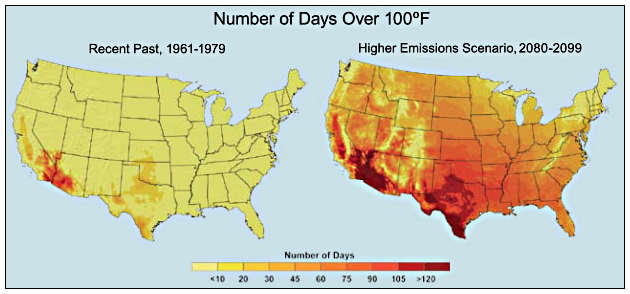 Number of Days Over 100ºF
Recent Past, 1961-1979
Higher Emissions Scenario, 2080-2099
Number of Days
<10 20 30 45 60 75 90 105 >120